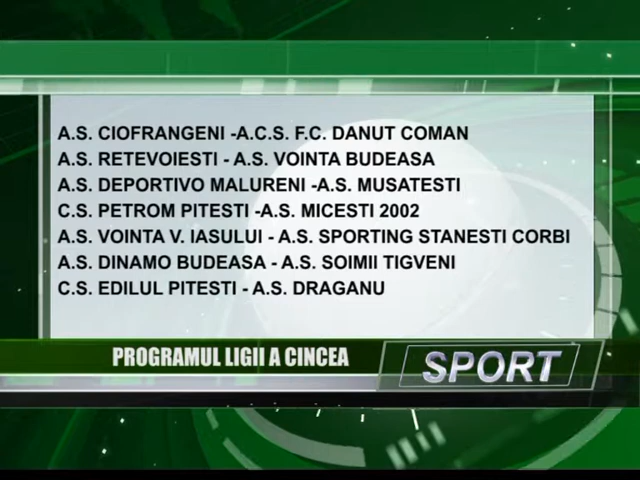 A.S. CIOFRANGENI -A.C.S. F.C. DANUT COMAN
A.S. RETEVOIESTI - A.S. VOINTA BUDEASA
A.S. DEPORTIVO MALURENI -A.S. MUSATESTI
C.S. PETROM PITESTI -A.S. MICESTI 2002
A.S. VOINTA V. IASULUI - A.S. SPORTING STANESTI CORBI
A.S. DINAMO BUDEASA - A.S. SOIMII TIGVENI
C.S. EDILUL PITESTI - A.S. DRAGANU
PROGRAMUL LIGII A CINCEA
SPORT